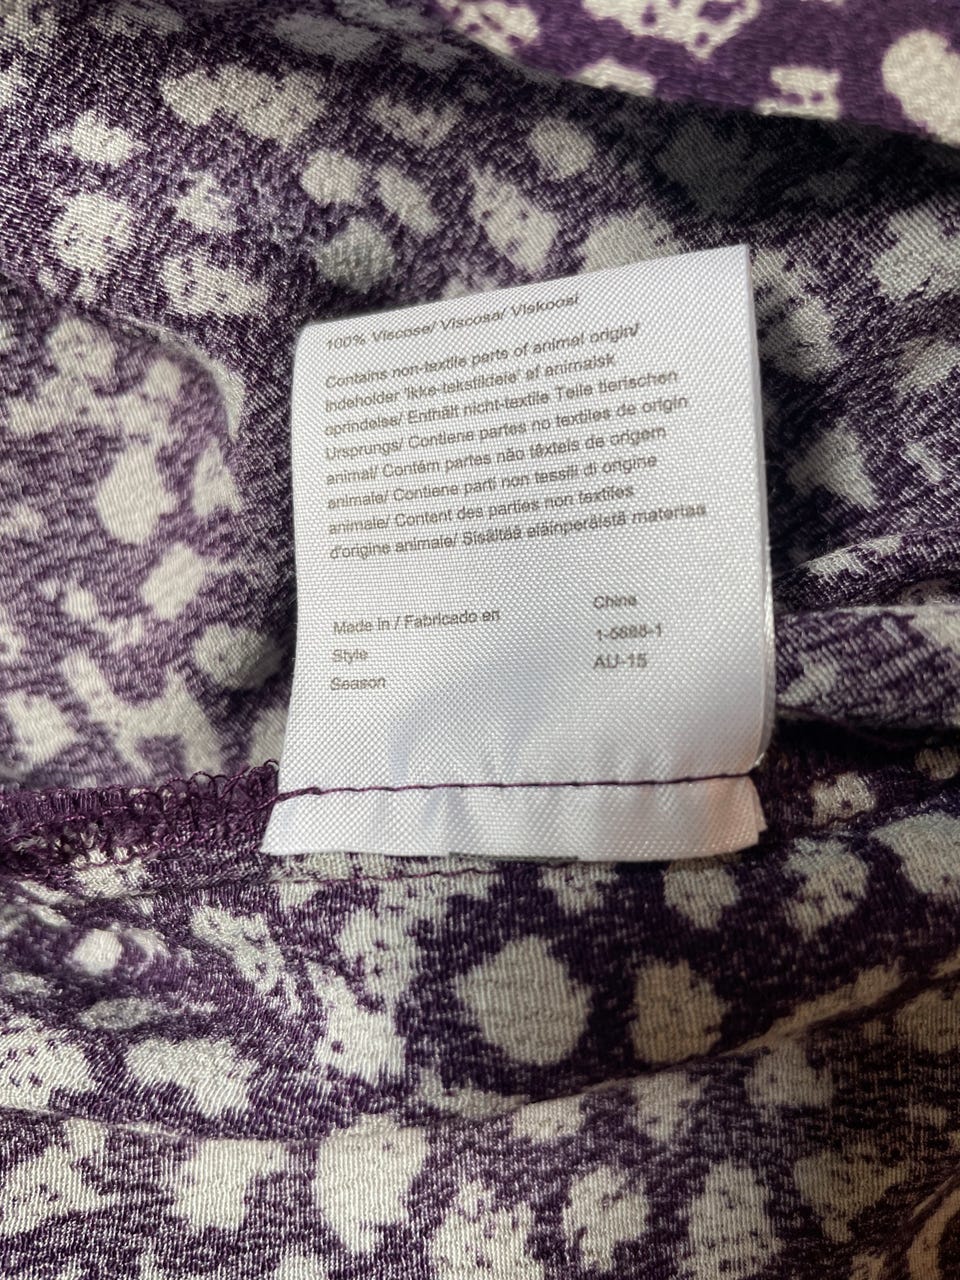 100% Viscose/ Viscosa/ Viskoosi
Contains non-textile parts of animal origin/
Indeholder 'ikke-tekstildele' af animalsk
oprindelse/ Enthält nicht-textile Teile tierischen
Ursprungs/ Contiene partes no textiles de origen
animal/ Contém partes não têxteis de origem
animale/ Contiene parti non tessili di origine
animale/ Contient des parties non textiles
d'origine animale/ Sisältää eläinperäistä materiaa
Made in / Fabricado en China
Style 1-5888-1
Season AU-15